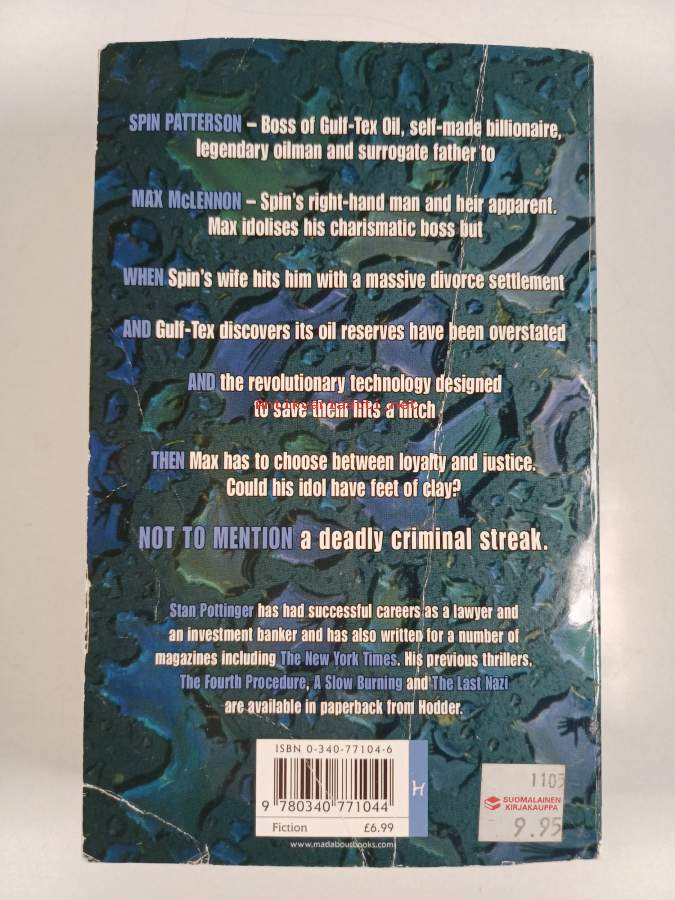 SPIN PATTERSON – Boss of Gulf-Tex Oil, self-made billionaire,
legendary oilman and surrogate father to
MAX McLENNON – Spin's right-hand man and heir apparent.
Max idolises his charismatic boss but
WHEN Spin's wife hits him with a massive divorce settlement
AND Gulf-Tex discovers its oil reserves have been overstated
AND the revolutionary technology designed
to save them hits a hitch
THEN Max has to choose between loyalty and justice.
Could his idol have feet of clay?
NOT TO MENTION a deadly criminal streak.
Stan Pottinger has had successful careers as a lawyer and
an investment banker and has also written for a number of
magazines including The New York Times. His previous thrillers,
The Fourth Procedure, A Slow Burning and The Last Nazi
are available in paperback from Hodder.
ISBN 0-340-77104-6
9 780340 771044
Fiction £6.99
www.madaboutbooks.com
1105
SUOMALAINEN
KIRJAKAUPPA
9.95